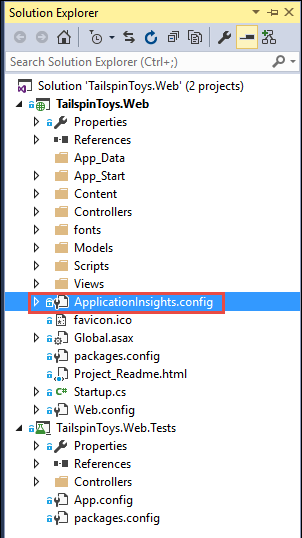 Solution Explorer
Search Solution Explorer (Ctrl+;)
Solution 'TailspinToys.Web' (2 projects)
TailspinToys.Web
Properties
References
App_Data
App_Start
Content
Controllers
fonts
Models
Scripts
Views
ApplicationInsights.config
favicon.ico
Global.asax
packages.config
Project_Readme.html
C# Startup.cs
Web.config
TailspinToys.Web.Tests
Properties
References
Controllers
App.config
packages.config